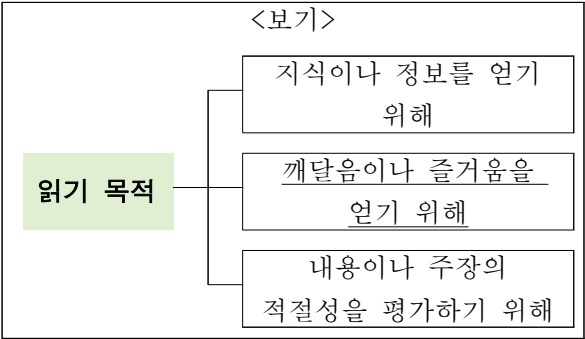 <보기>
지식이나 정보를 얻기
위해
읽기 목적
깨달음이나 즐거움을
얻기 위해
내용이나 주장의
적절성을 평가하기 위해